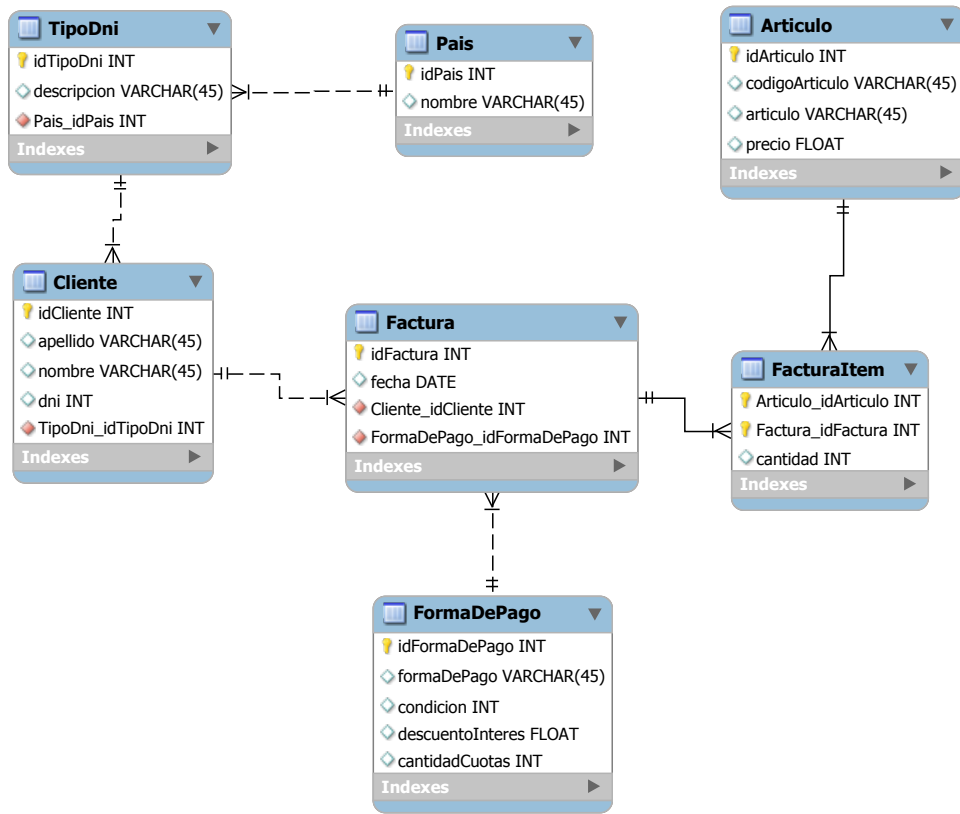 TipoDni
idTipoDni INT
descripcion VARCHAR(45)
Pais_idPais INT
Indexes
Pais
idPais INT
nombre VARCHAR(45)
Indexes
Articulo
idArticulo INT
codigoArticulo VARCHAR(45)
articulo VARCHAR(45)
precio FLOAT
Indexes
Cliente
idCliente INT
apellido VARCHAR(45)
nombre VARCHAR(45)
dni INT
TipoDni_idTipoDni INT
Indexes
Factura
idFactura INT
fecha DATE
Cliente_idCliente INT
FormaDePago_idFormaDePago INT
Indexes
FacturaItem
Articulo_idArticulo INT
Factura_idFactura INT
cantidad INT
Indexes
FormaDePago
idFormaDePago INT
formaDePago VARCHAR(45)
condicion INT
descuentoInteres FLOAT
cantidadCuotas INT
Indexes